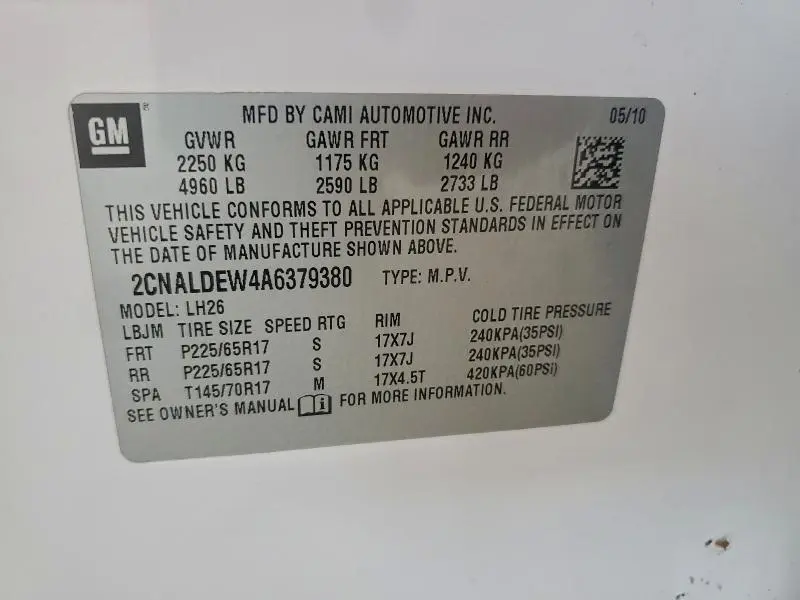 GM ®
MFD BY CAMI AUTOMOTIVE INC. 05/10
GVWR GAWR FRT GAWR RR
2250 KG 1175 KG 1240 KG
4960 LB 2590 LB 2733 LB
THIS VEHICLE CONFORMS TO ALL APPLICABLE U.S. FEDERAL MOTOR
VEHICLE SAFETY AND THEFT PREVENTION STANDARDS IN EFFECT ON
THE DATE OF MANUFACTURE SHOWN ABOVE.
2CNALDEW4A6379380 TYPE: M.P.V.
MODEL: LH26
LBJM TIRE SIZE SPEED RTG RIM COLD TIRE PRESSURE
FRT P225/65R17 S 17X7J 240KPA(35PSI)
RR P225/65R17 S 17X7J 240KPA(35PSI)
SPA T145/70R17 M 17X4.5T 420KPA(60PSI)
SEE OWNER'S MANUAL FOR MORE INFORMATION.